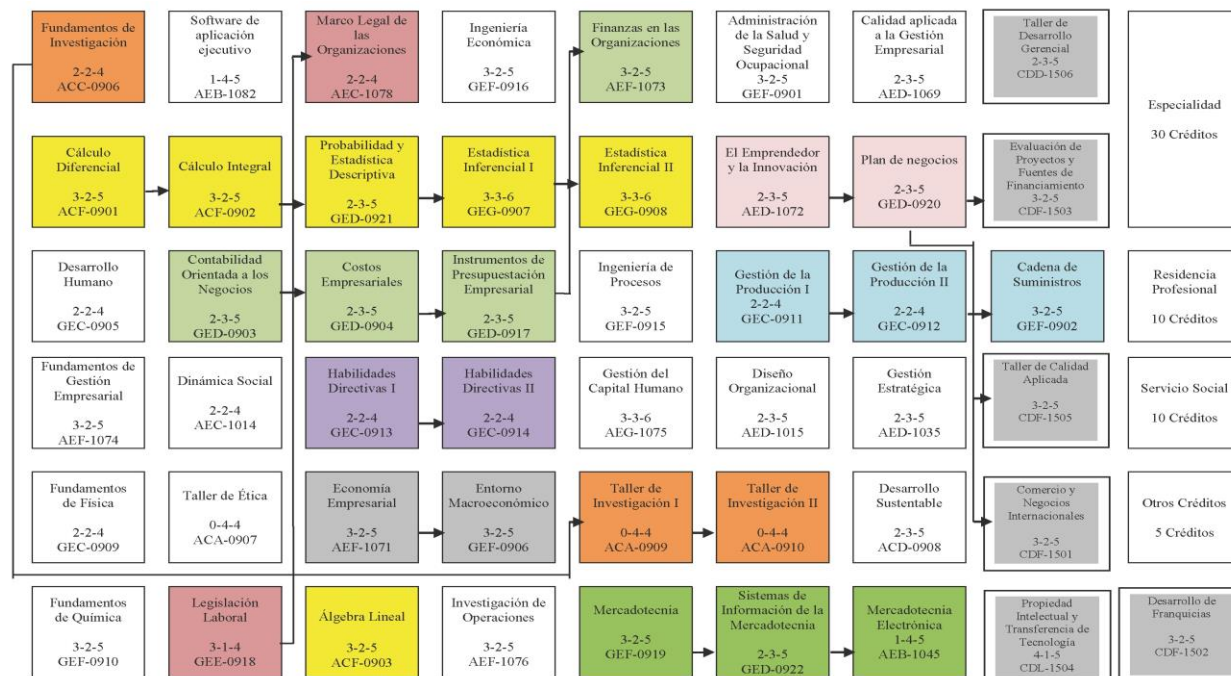 Fundamentos de
Investigación
2-2-4
ACC-0906
Software de
aplicación
ejecutivo
1-4-5
AEB-1082
Marco Legal de
las
Organizaciones
2-2-4
AEC-1078
Ingeniería
Económica
3-2-5
GEF-0916
Finanzas en las
Organizaciones
3-2-5
AEF-1073
Administración
de la Salud y
Seguridad
Ocupacional
3-2-5
GEF-0901
Calidad aplicada
a la Gestión
Empresarial
2-3-5
AED-1069
Taller de
Desarrollo
Gerencial
2-3-5
CDD-1506
Especialidad
30 Créditos
Cálculo
Diferencial
3-2-5
ACF-0901
Cálculo Integral
3-2-5
ACF-0902
Probabilidad y
Estadística
Descriptiva
2-3-5
GED-0921
Estadística
Inferencial I
3-3-6
GEG-0907
Estadística
Inferencial II
3-3-6
GEG-0908
El Emprendedor
y la Innovación
2-3-5
AED-1072
Plan de negocios
2-3-5
GED-0920
Evaluación de
Proyectos y
Fuentes de
Financiamiento
3-2-5
CDF-1503
Desarrollo
Humano
2-2-4
GEC-0905
Contabilidad
Orientada a los
Negocios
2-3-5
GED-0903
Costos
Empresariales
2-3-5
GED-0904
Instrumentos de
Presupuestación
Empresarial
2-3-5
GED-0917
Ingeniería de
Procesos
3-2-5
GEF-0915
Gestión de la
Producción I
2-2-4
GEC-0911
Gestión de la
Producción II
2-2-4
GEC-0912
Cadena de
Suministros
3-2-5
GEF-0902
Residencia
Profesional
10 Créditos
Fundamentos de
Gestión
Empresarial
3-2-5
AEF-1074
Dinámica Social
2-2-4
AEC-1014
Habilidades
Directivas I
2-2-4
GEC-0913
Habilidades
Directivas II
2-2-4
GEC-0914
Gestión del
Capital Humano
3-3-6
AEG-1075
Diseño
Organizacional
2-3-5
AED-1015
Gestión
Estratégica
2-3-5
AED-1035
Taller de Calidad
Aplicada
3-2-5
CDF-1505
Servicio Social
10 Créditos
Fundamentos
de Física
2-2-4
GEC-0909
Taller de Ética
0-4-4
ACA-0907
Economía
Empresarial
3-2-5
AEF-1071
Entorno
Macroeconómico
3-2-5
GEF-0906
Taller de
Investigación I
0-4-4
ACA-0909
Taller de
Investigación II
0-4-4
ACA-0910
Desarrollo
Sustentable
2-3-5
ACD-0908
Comercio y
Negocios
Internacionales
3-2-5
CDF-1501
Otros Créditos
5 Créditos
Fundamentos
de Química
3-2-5
GEF-0910
Legislación
Laboral
3-1-4
GEE-0918
Álgebra Lineal
3-2-5
ACF-0903
Investigación de
Operaciones
3-2-5
AEF-1076
Mercadotecnia
3-2-5
GEF-0919
Sistemas de
Información de la
Mercadotecnia
2-3-5
GED-0922
Mercadotecnia
Electrónica
1-4-5
AEB-1045
Propiedad
Intelectual y
Transferencia de
Tecnología
4-1-5
CDL-1504
Desarrollo de
Franquicias
3-2-5
CDF-1502